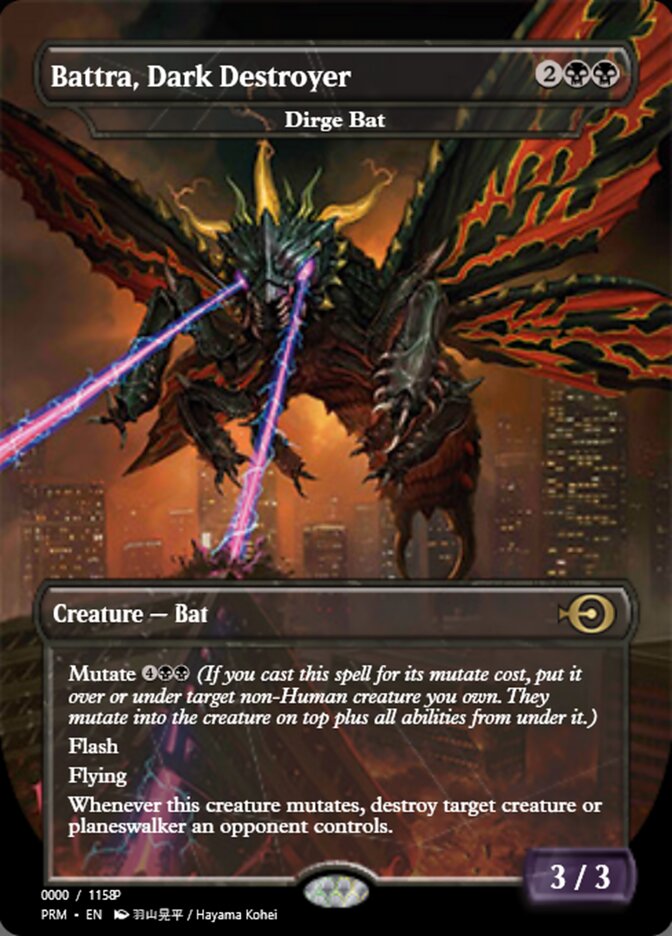 Battra, Dark Destroyer 2
Dirge Bat
Creature — Bat
Mutate 4 (If you cast this spell for its mutate cost, put it
over or under target non-Human creature you own. They
mutate into the creature on top plus all abilities from under it.)
Flash
Flying
Whenever this creature mutates, destroy target creature or
planeswalker an opponent controls.
3 / 3
0000 / 1158P
PRM • EN 羽山晃平 / Hayama Kohei